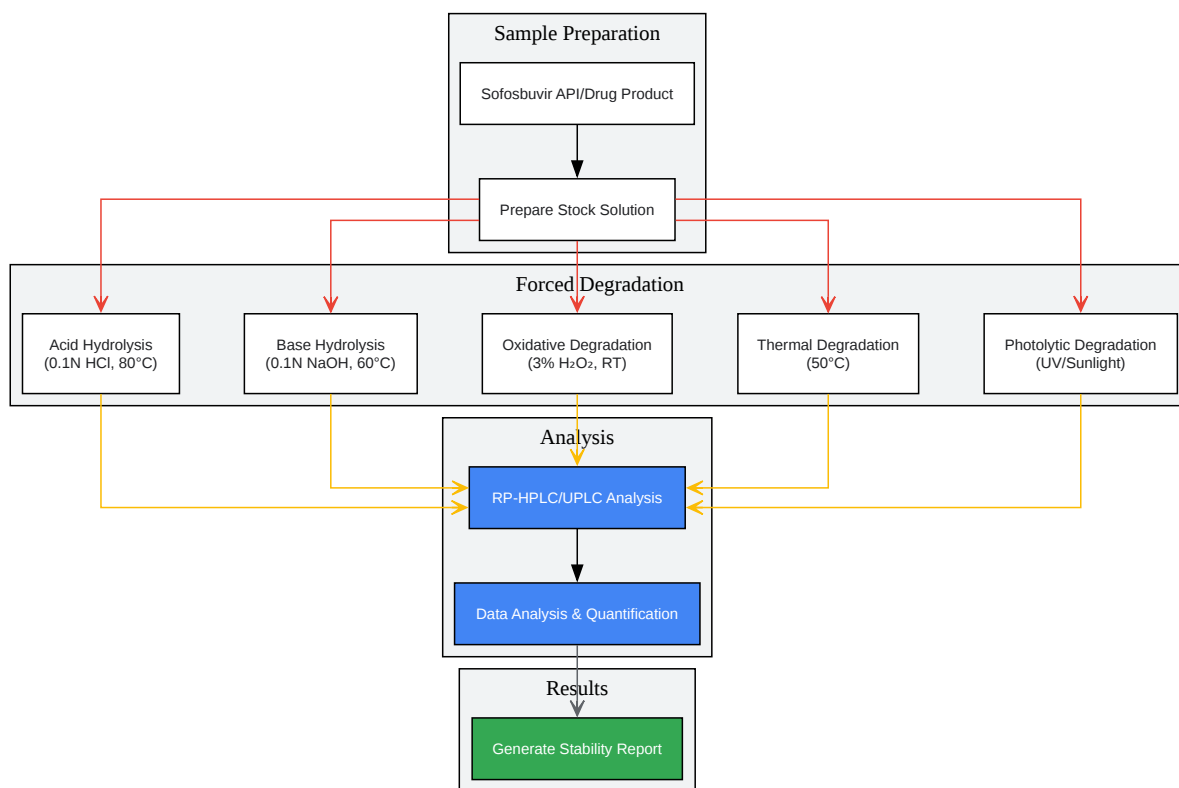 Sample Preparation
Sofosbuvir API/Drug Product
Prepare Stock Solution
Forced Degradation
Acid Hydrolysis
(0.1N HCl, 80°C)
Base Hydrolysis
(0.1N NaOH, 60°C)
Oxidative Degradation
(3% H₂O₂, RT)
Thermal Degradation
(50°C)
Photolytic Degradation
(UV/Sunlight)
Analysis
RP-HPLC/UPLC Analysis
Data Analysis & Quantification
Results
Generate Stability Report